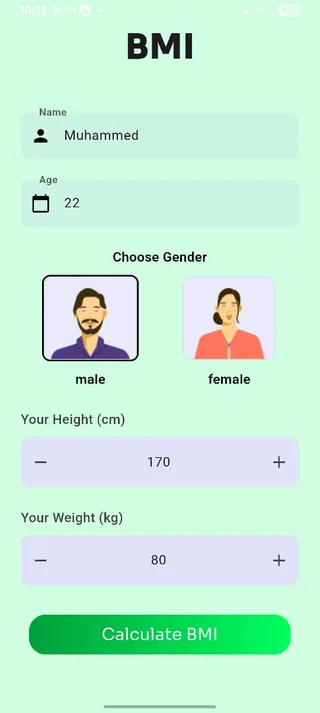 10:15
BMI
Name
Muhammed
Age
22
Choose Gender
male female
Your Height (cm)
170
Your Weight (kg)
80
Calculate BMI